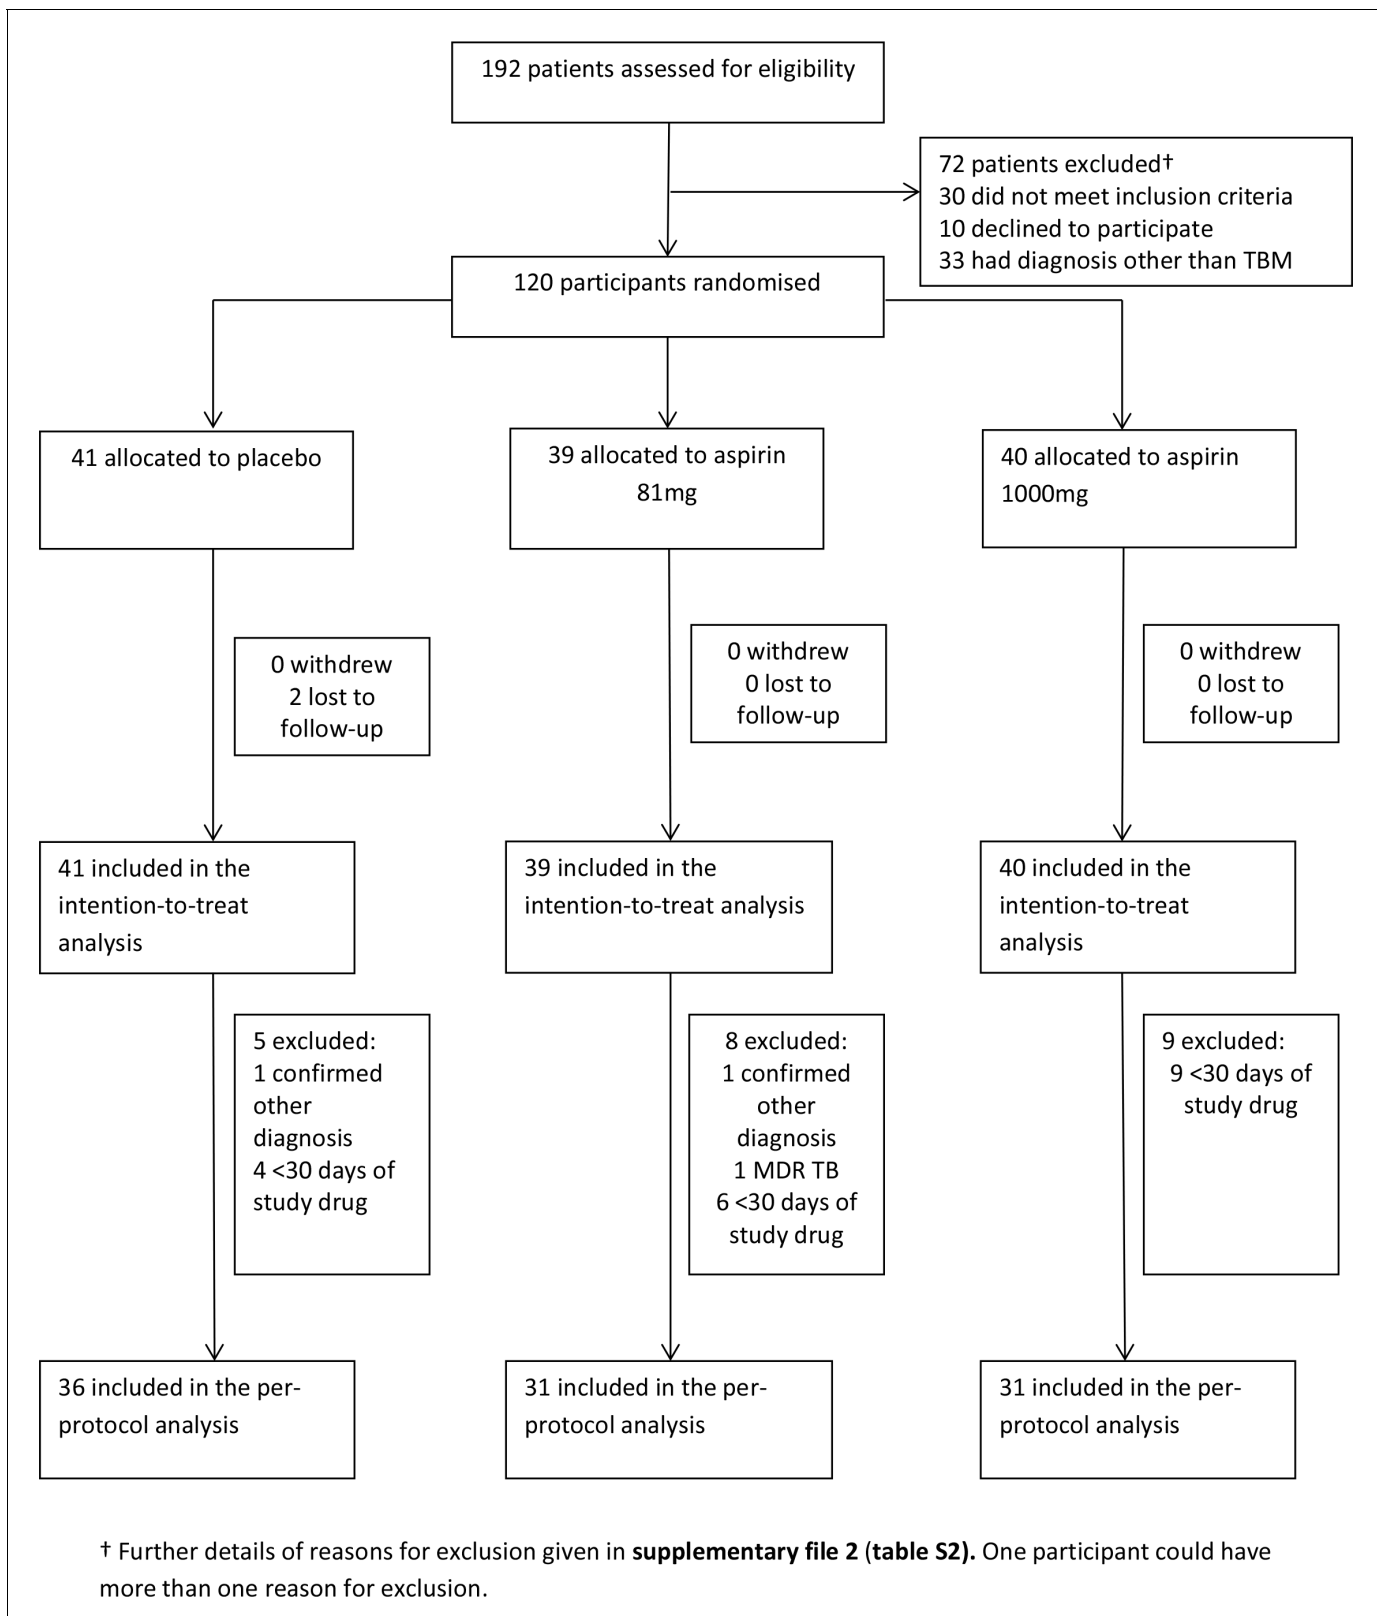 192 patients assessed for eligibility
72 patients excluded†
30 did not meet inclusion criteria
10 declined to participate
33 had diagnosis other than TBM
120 participants randomised
41 allocated to placebo
39 allocated to aspirin
81mg
40 allocated to aspirin
1000mg
0 withdrew
2 lost to
follow-up
0 withdrew
0 lost to
follow-up
0 withdrew
0 lost to
follow-up
41 included in the
intention-to-treat
analysis
39 included in the
intention-to-treat analysis
40 included in the
intention-to-treat
analysis
5 excluded:
1 confirmed
other
diagnosis
4 <30 days of
study drug
8 excluded:
1 confirmed
other
diagnosis
1 MDR TB
6 <30 days of
study drug
9 excluded:
9 <30 days of
study drug
36 included in the per-
protocol analysis
31 included in the per-
protocol analysis
31 included in the per-
protocol analysis
† Further details of reasons for exclusion given in supplementary file 2 (table S2). One participant could have
more than one reason for exclusion.